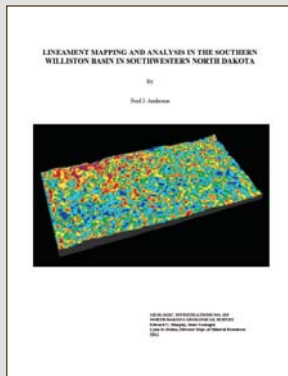 LINEAMENT MAPPING AND ANALYSIS IN THE SOUTHERN
WILLISTON BASIN IN SOUTHWESTERN NORTH DAKOTA
By
Fred J. Anderson
GEOLOGIC INVESTIGATIONS NO.
NORTH DAKOTA GEOLOGICAL SURVEY
Edward C. Murphy, State Geologist
Lynn D. Helms, Director Dept. of Mineral Resources
2011